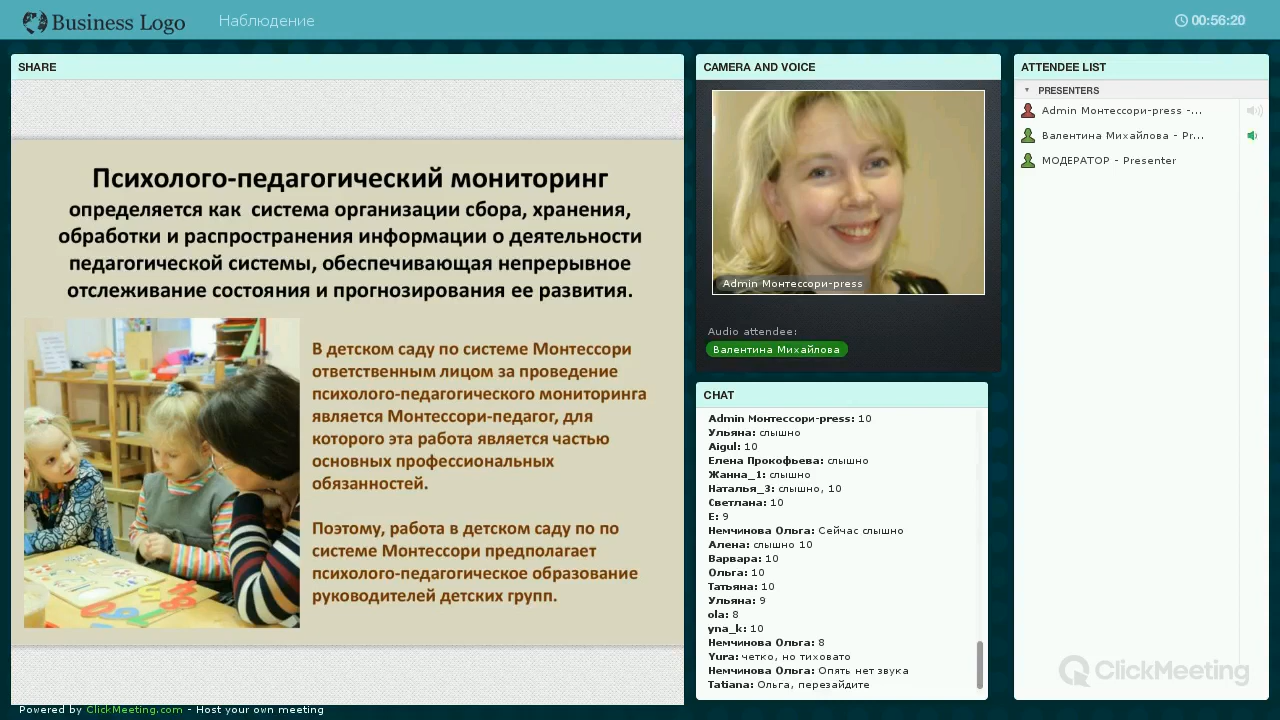 Business Logo
Наблюдение
00:56:20
SHARE
Психолого-педагогический мониторинг
определяется как система организации сбора, хранения,
обработки и распространения информации о деятельности
педагогической системы, обеспечивающая непрерывное
отслеживание состояния и прогнозирования ее развития.
В детском саду по системе Монтессори
ответственным лицом за проведение
психолого-педагогического мониторинга
является Монтессори-педагог, для
которого эта работа является частью
основных профессиональных
обязанностей.
Поэтому, работа в детском саду по по
системе Монтессори предполагает
психолого-педагогическое образование
руководителей детских групп.
CAMERA AND VOICE
Admin Монтессори-press
Audio attendee:
Валентина Михайлова
CHAT
Admin Монтессори-press: 10
Ульяна: слышно
Aigul: 10
Елена Прокофьева: слышно
Жанна_1: слышно
Наталья_3: слышно, 10
Светлана: 10
Е: 9
Немчинова Ольга: Сейчас слышно
Алена: слышно 10
Варвара: 10
Ольга: 10
Татьяна: 10
Ульяна: 9
ola: 8
yna_k: 10
Немчинова Ольга: 8
Yura: четко, но тиховато
Немчинова Ольга: Опять нет звука
Tatiana: Ольга, перезайдите
ATTENDEE LIST
PRESENTERS
Admin Монтессори-press -...
Валентина Михайлова - Pr...
МОДЕРАТОР - Presenter
ClickMeeting
Powered by ClickMeeting.com - Host your own meeting